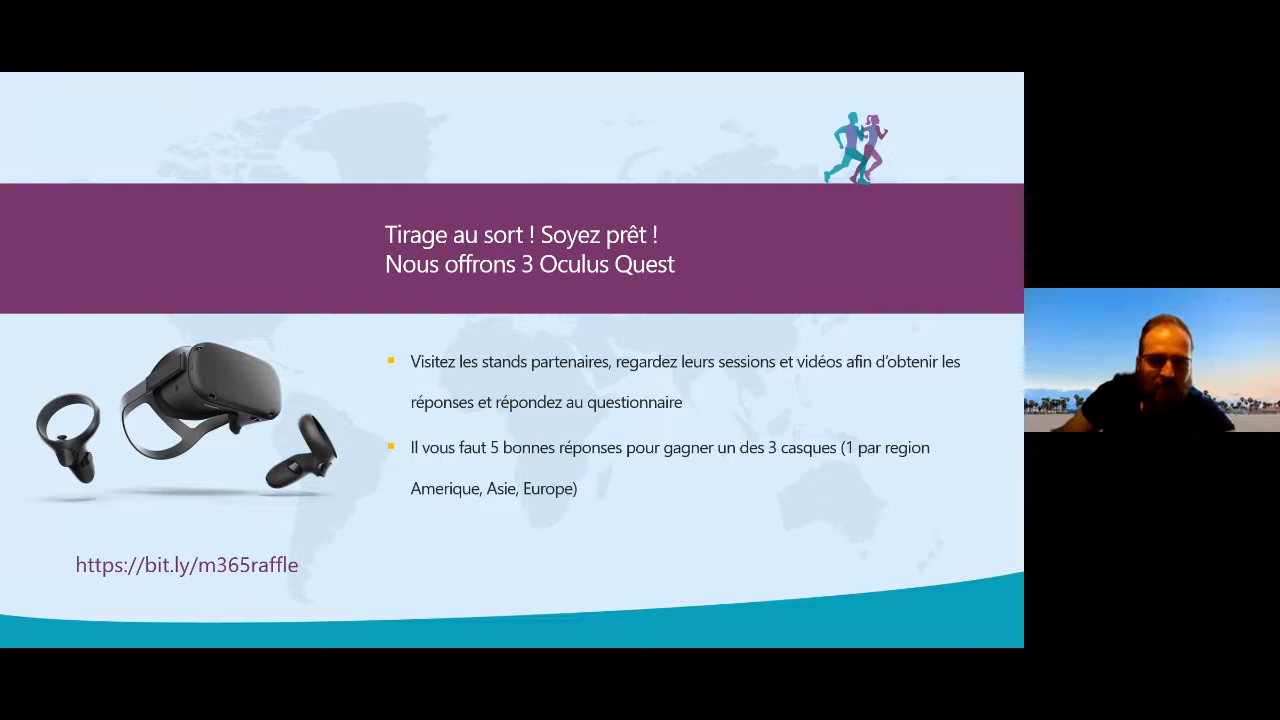 Tirage au sort ! Soyez prêt !
Nous offrons 3 Oculus Quest
Visitez les stands partenaires, regardez leurs sessions et vidéos afin d'obtenir les
réponses et répondez au questionnaire
Il vous faut 5 bonnes réponses pour gagner un des 3 casques (1 par region
Amerique, Asie, Europe)
https://bit.ly/m365raffle